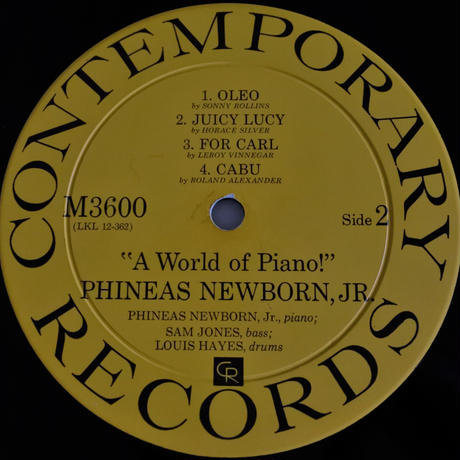 CONTEMPORARY
1. OLEO
by SONNY ROLLINS
2. JUICY LUCY
by HORACE SILVER
3. FOR CARL
by LEROY VINNEGAR
4. CABU
by ROLAND ALEXANDER
M3600
(LKL 12-362)
Side 2
"A World of Piano!"
PHINEAS NEWBORN, JR.
PHINEAS NEWBORN, Jr., piano;
SAM JONES, bass;
LOUIS HAYES, drums
CR
RECORDS